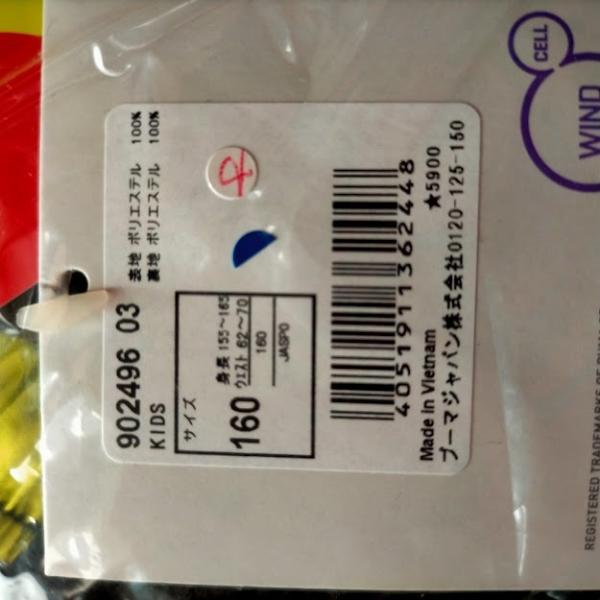 902496 03
KIDS
表地 ポリエステル 100%
裏地 ポリエステル 100%
サイズ
160
身長 155〜165
ウエスト 62〜70
160
JASPO
4051911362448
★5900
Made In Vietnam
プーマジャパン株式会社0120-125-150
WIND
CELL
REGISTERED TRADEMARKS OF